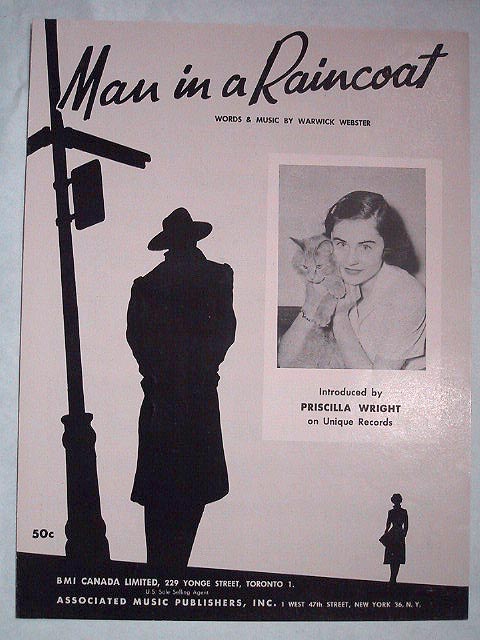 Man in a Raincoat
WORDS & MUSIC BY WARWICK WEBSTER
Introduced by
PRISCILLA WRIGHT
on Unique Records
50c
BMI CANADA LIMITED, 229 YONGE STREET, TORONTO 1.
U.S. Sole Selling Agent
ASSOCIATED MUSIC PUBLISHERS, INC. 1 WEST 47th STREET, NEW YORK 36, N.Y.